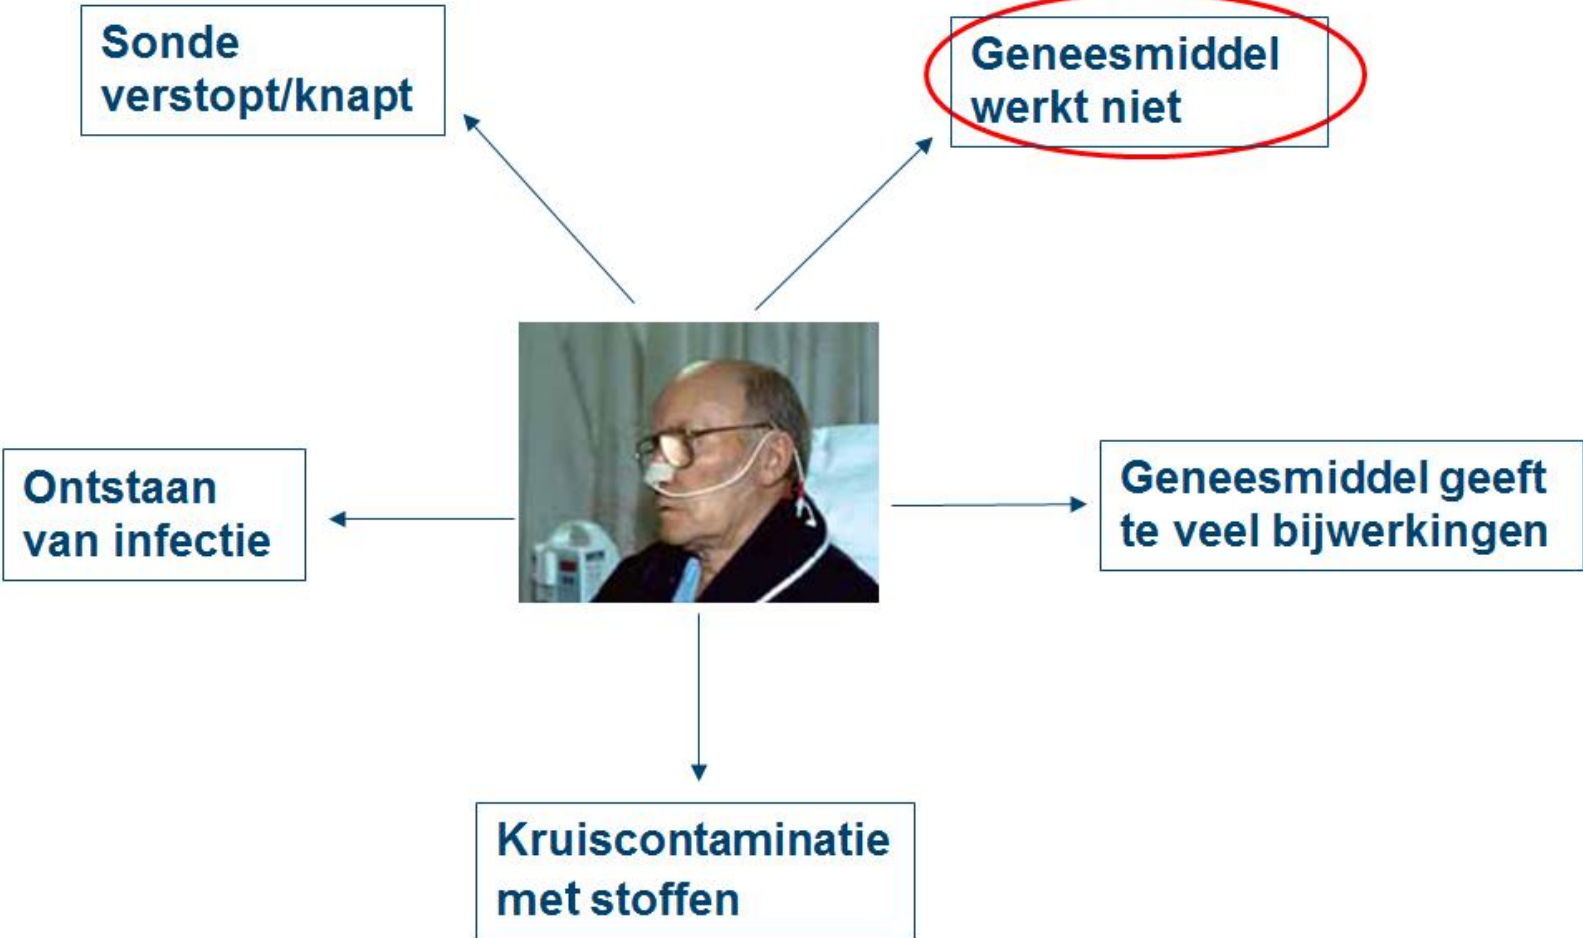 Sonde
verstopt/knapt
Geneesmiddel
werkt niet
Ontstaan
van infectie
Geneesmiddel geeft
te veel bijwerkingen
Kruiscontaminatie
met stoffen